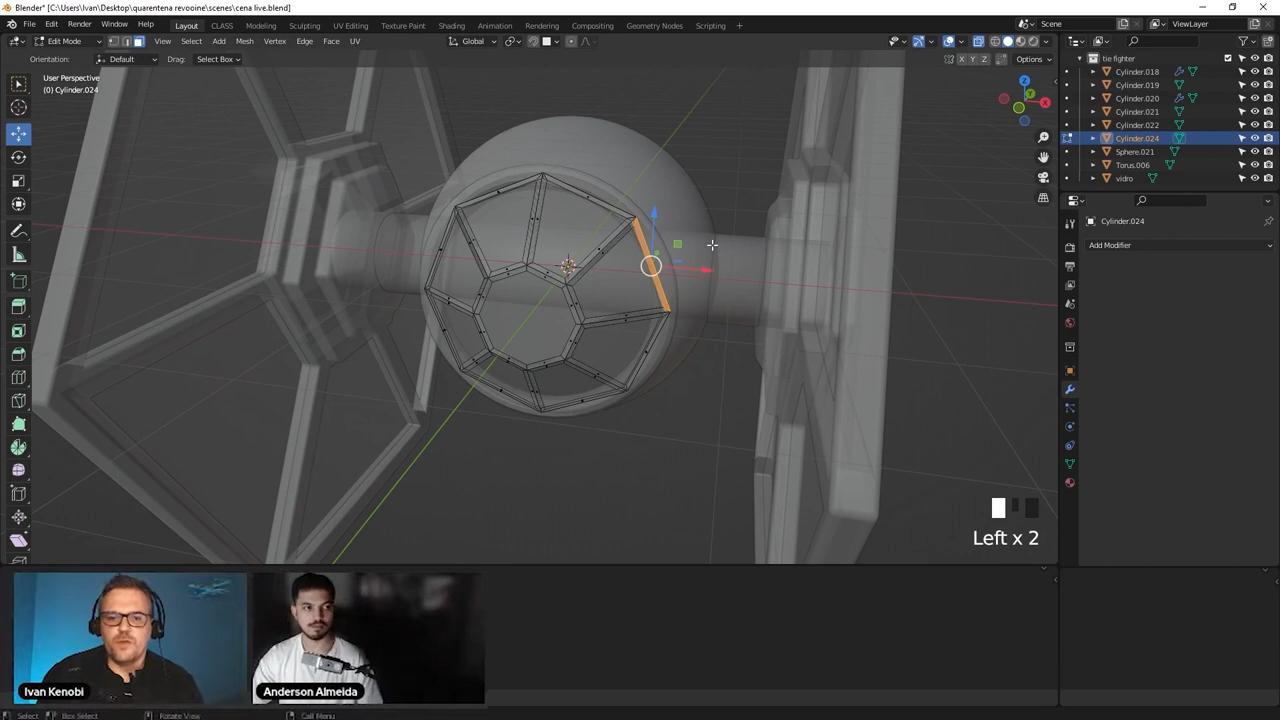 Blender* [C:\Users\Ivan\Desktop\quarentena revooine\scenes\cena live.blend]
File Edit Render Window Help Layout CLASS Modeling Sculpting UV Editing Texture Paint Shading Animation Rendering Compositing Geometry Nodes Scripting + Scene ViewLayer
Edit Mode View Select Add Mesh Vertex Edge Face UV Global
Orientation: Default Drag: Select Box X Y Z Options
User Perspective
(0) Cylinder.024
Z
Y
X
tie fighter
Cylinder.018
Cylinder.019
Cylinder.020
Cylinder.021
Cylinder.022
Cylinder.024
Sphere.021
Torus.006
vidro
Cylinder.024
Add Modifier
Left x 2
Ivan Kenobi
Anderson Almeida
Select Box Select Rotate View Call Menu